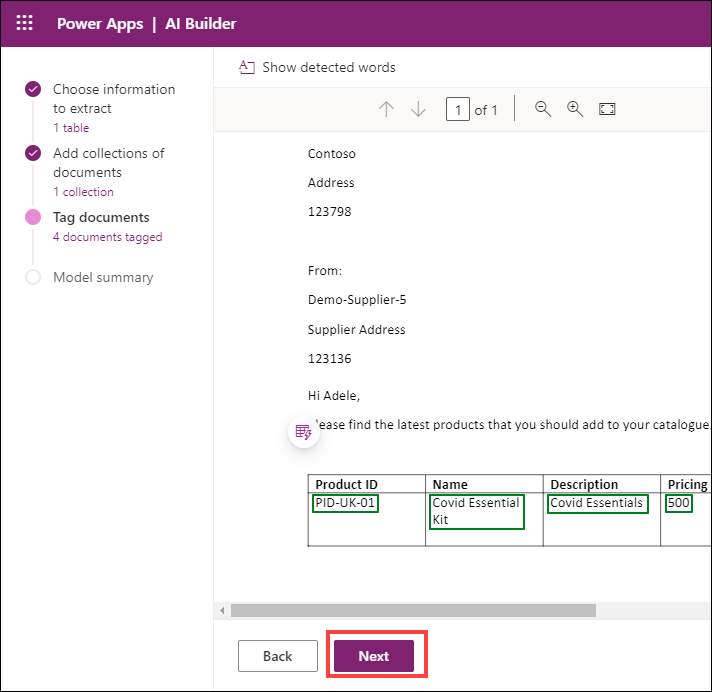 Power Apps | AI Builder
Choose information
to extract
1 table
Add collections of
documents
1 collection
Tag documents
4 documents tagged
Model summary
Show detected words
1 of 1
Contoso
Address
123798
From:
Demo-Supplier-5
Supplier Address
123136
Hi Adele,
lease find the latest products that you should add to your catalogue.
Product ID Name Description Pricing
PID-UK-01 Covid Essential Covid Essentials 500
Kit
Back Next